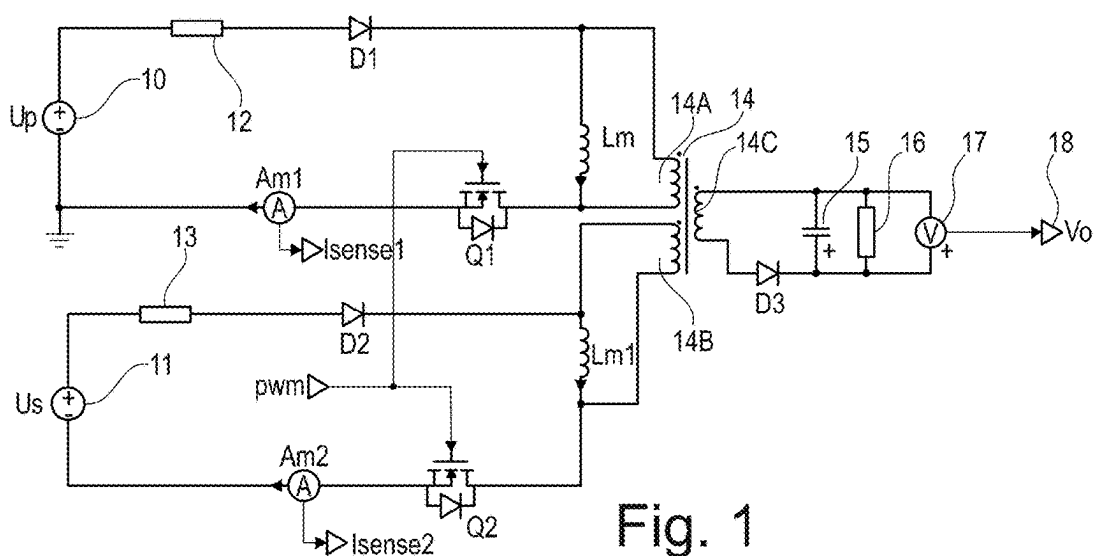 10
Up
12
D1
Lm
14A
14
14C
15
16
17
18
Am1
A
Isense1
Q1
V
Vo
D3
14B
13
D2
Lm1
11
Us
pwm
Am2
A
Isense2
Q2
Fig. 1